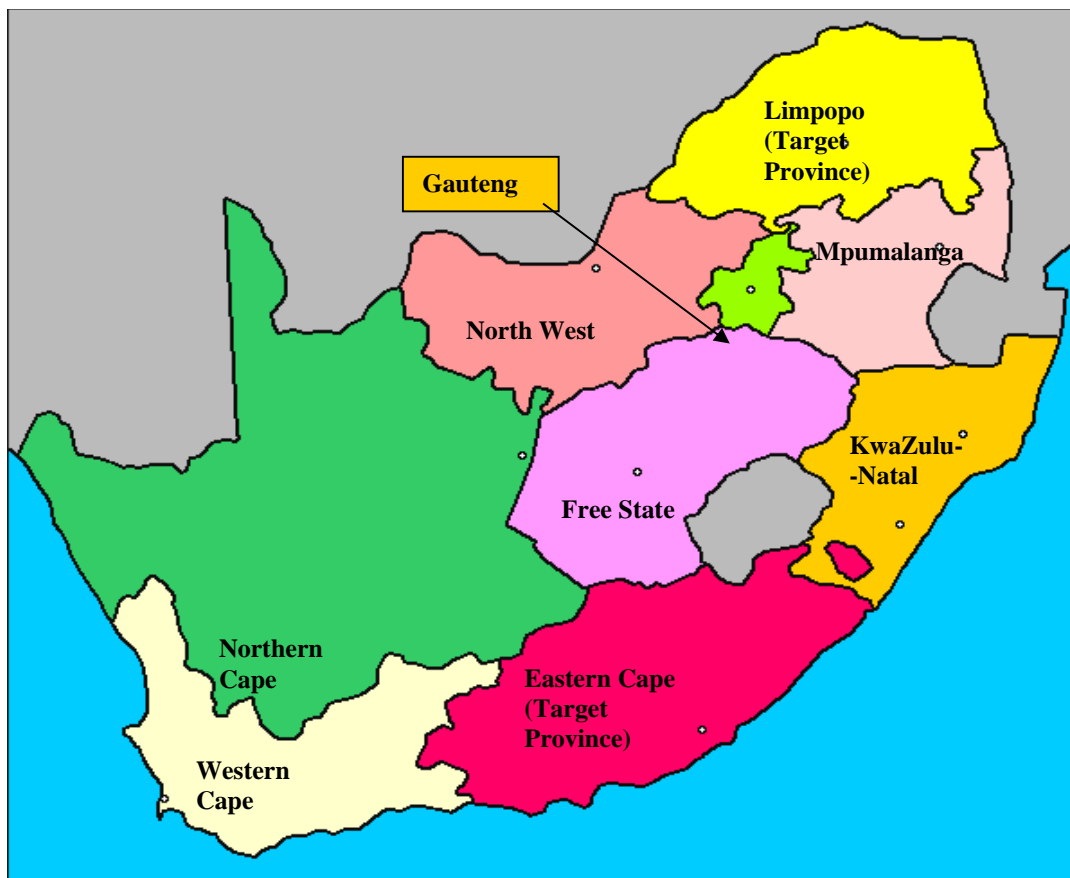 Limpopo
(Target
Province)
Gauteng
Mpumalanga
North West
KwaZulu-
-Natal
Free State
Northern
Cape
Eastern Cape
(Target
Province)
Western
Cape